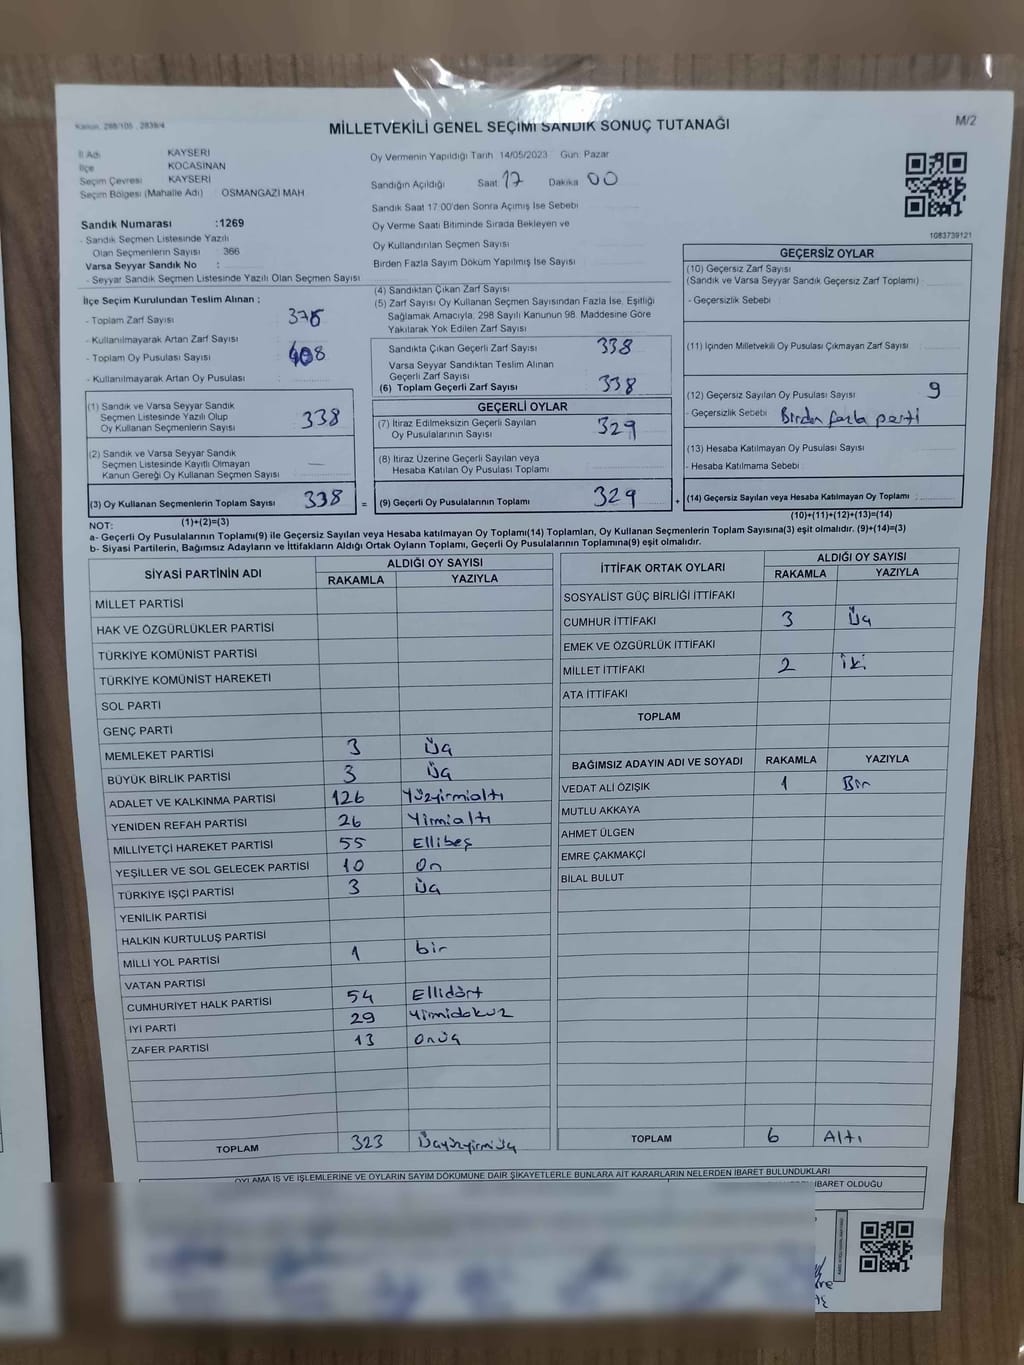 Kanun, 298/105 , 2839/4
MİLLETVEKİLİ GENEL SEÇİMİ SANDIK SONUÇ TUTANAĞI
M/2
İl Adı KAYSERİ
İlçe KOCASİNAN
Seçim Çevresi KAYSERİ
Seçim Bölgesi (Mahalle Adı) OSMANGAZİ MAH
Sandık Numarası :1269
- Sandık Seçmen Listesinde Yazılı
Olan Seçmenlerin Sayısı : 366
Varsa Seyyar Sandık No :
- Seyyar Sandık Seçmen Listesinde Yazılı Olan Seçmen Sayısı
Oy Vermenin Yapıldığı Tarih 14/05/2023 Gün: Pazar
Sandığın Açıldığı Saat: 17 Dakika 00
Sandık Saat 17:00'den Sonra Açımış İse Sebebi
Oy Verme Saati Bitiminde Sırada Bekleyen ve
Oy Kullandırılan Seçmen Sayısı
Birden Fazla Sayım Döküm Yapılmış İse Sayısı
1083739121
İlçe Seçim Kurulundan Teslim Alınan ;
- Toplam Zarf Sayısı
- Kullanılmayarak Artan Zarf Sayısı
- Toplam Oy Pusulası Sayısı
- Kullanılmayarak Artan Oy Pusulası
(4) Sandıktan Çıkan Zarf Sayısı
(5) Zarf Sayısı Oy Kullanan Seçmen Sayısından Fazla İse, Eşitliği
Sağlamak Amacıyla, 298 Sayılı Kanunun 98. Maddesine Göre
Yakılarak Yok Edilen Zarf Sayısı
Sandıkta Çıkan Geçerli Zarf Sayısı 338
Varsa Seyyar Sandıktan Teslim Alınan
Geçerli Zarf Sayısı
(6) Toplam Geçerli Zarf Sayısı 338
GEÇERSİZ OYLAR
(10) Geçersiz Zarf Sayısı
(Sandık ve Varsa Seyyar Sandık Geçersiz Zarf Toplamı)
- Geçersizlik Sebebi
(11) İçinden Milletvekili Oy Pusulası Çıkmayan Zarf Sayısı
(12) Geçersiz Sayılan Oy Pusulası Sayısı 9
- Geçersizlik Sebebi Birden fazla parti
(13) Hesaba Katılmayan Oy Pusulası Sayısı
- Hesaba Katılmama Sebebi
(14) Geçersiz Sayılan veya Hesaba Katılmayan Oy Toplamı :
(10)+(11)+(12)+(13)=(14)
(1) Sandık ve Varsa Seyyar Sandık
Seçmen Listesinde Yazılı Olup
Oy Kullanan Seçmenlerin Sayısı 338
(2) Sandık ve Varsa Seyyar Sandık
Seçmen Listesinde Kayıtlı Olmayan
Kanun Gereği Oy Kullanan Seçmen Sayısı —
(3) Oy Kullanan Seçmenlerin Toplam Sayısı 338 =
(1)+(2)=(3)
GEÇERLİ OYLAR
(7) İtiraz Edilmeksizin Geçerli Sayılan
Oy Pusulalarının Sayısı 329
(8) İtiraz Üzerine Geçerli Sayılan veya
Hesaba Katılan Oy Pusulası Toplamı
(9) Geçerli Oy Pusulalarının Toplamı 329 +
NOT:
a- Geçerli Oy Pusulalarının Toplamı(9) ile Geçersiz Sayılan veya Hesaba katılmayan Oy Toplamı(14) Toplamları, Oy Kullanan Seçmenlerin Toplam Sayısına(3) eşit olmalıdır. (9)+(14)=(3)
b- Siyasi Partilerin, Bağımsız Adayların ve İttifakların Aldığı Ortak Oyların Toplamı, Geçerli Oy Pusulalarının Toplamına(9) eşit olmalıdır.
SİYASİ PARTİNİN ADI ALDIĞI OY SAYISI
RAKAMLA YAZIYLA
MİLLET PARTİSİ
HAK VE ÖZGÜRLÜKLER PARTİSİ
TÜRKİYE KOMÜNİST PARTİSİ
TÜRKİYE KOMÜNİST HAREKETİ
SOL PARTİ
GENÇ PARTİ
MEMLEKET PARTİSİ 3 Üç
BÜYÜK BİRLİK PARTİSİ 3 Üç
ADALET VE KALKINMA PARTİSİ 126 Yüzyirmialtı
YENİDEN REFAH PARTİSİ 26 Yirmialtı
MİLLİYETÇİ HAREKET PARTİSİ 55 Ellibeş
YEŞİLLER VE SOL GELECEK PARTİSİ 10 On
TÜRKİYE İŞÇİ PARTİSİ 3 Üç
YENİLİK PARTİSİ
HALKIN KURTULUŞ PARTİSİ
MİLLİ YOL PARTİSİ 1 bir
VATAN PARTİSİ
CUMHURİYET HALK PARTİSİ 54 Ellidört
İYİ PARTİ 29 Yirmidokuz
ZAFER PARTİSİ 13 Onüç
TOPLAM 323 Üçyüzyirmiüç
İTTİFAK ORTAK OYLARI ALDIĞI OY SAYISI
RAKAMLA YAZIYLA
SOSYALİST GÜÇ BİRLİĞİ İTTİFAKI
CUMHUR İTTİFAKI 3 Üç
EMEK VE ÖZGÜRLÜK İTTİFAKI
MİLLET İTTİFAKI 2 İki
ATA İTTİFAKI
TOPLAM
BAĞIMSIZ ADAYIN ADI VE SOYADI RAKAMLA YAZIYLA
VEDAT ALİ ÖZIŞIK 1 Bir
MUTLU AKKAYA
AHMET ÜLGEN
EMRE ÇAKMAKÇİ
BİLAL BULUT
TOPLAM 6 Altı
OYLAMA İŞ VE İŞLEMLERİNE VE OYLARIN SAYIM DÖKÜMÜNE DAİR ŞİKAYETLERLE BUNLARA AİT KARARLARIN NELERDEN İBARET BULUNDUKLARI
İBARET OLDUĞU